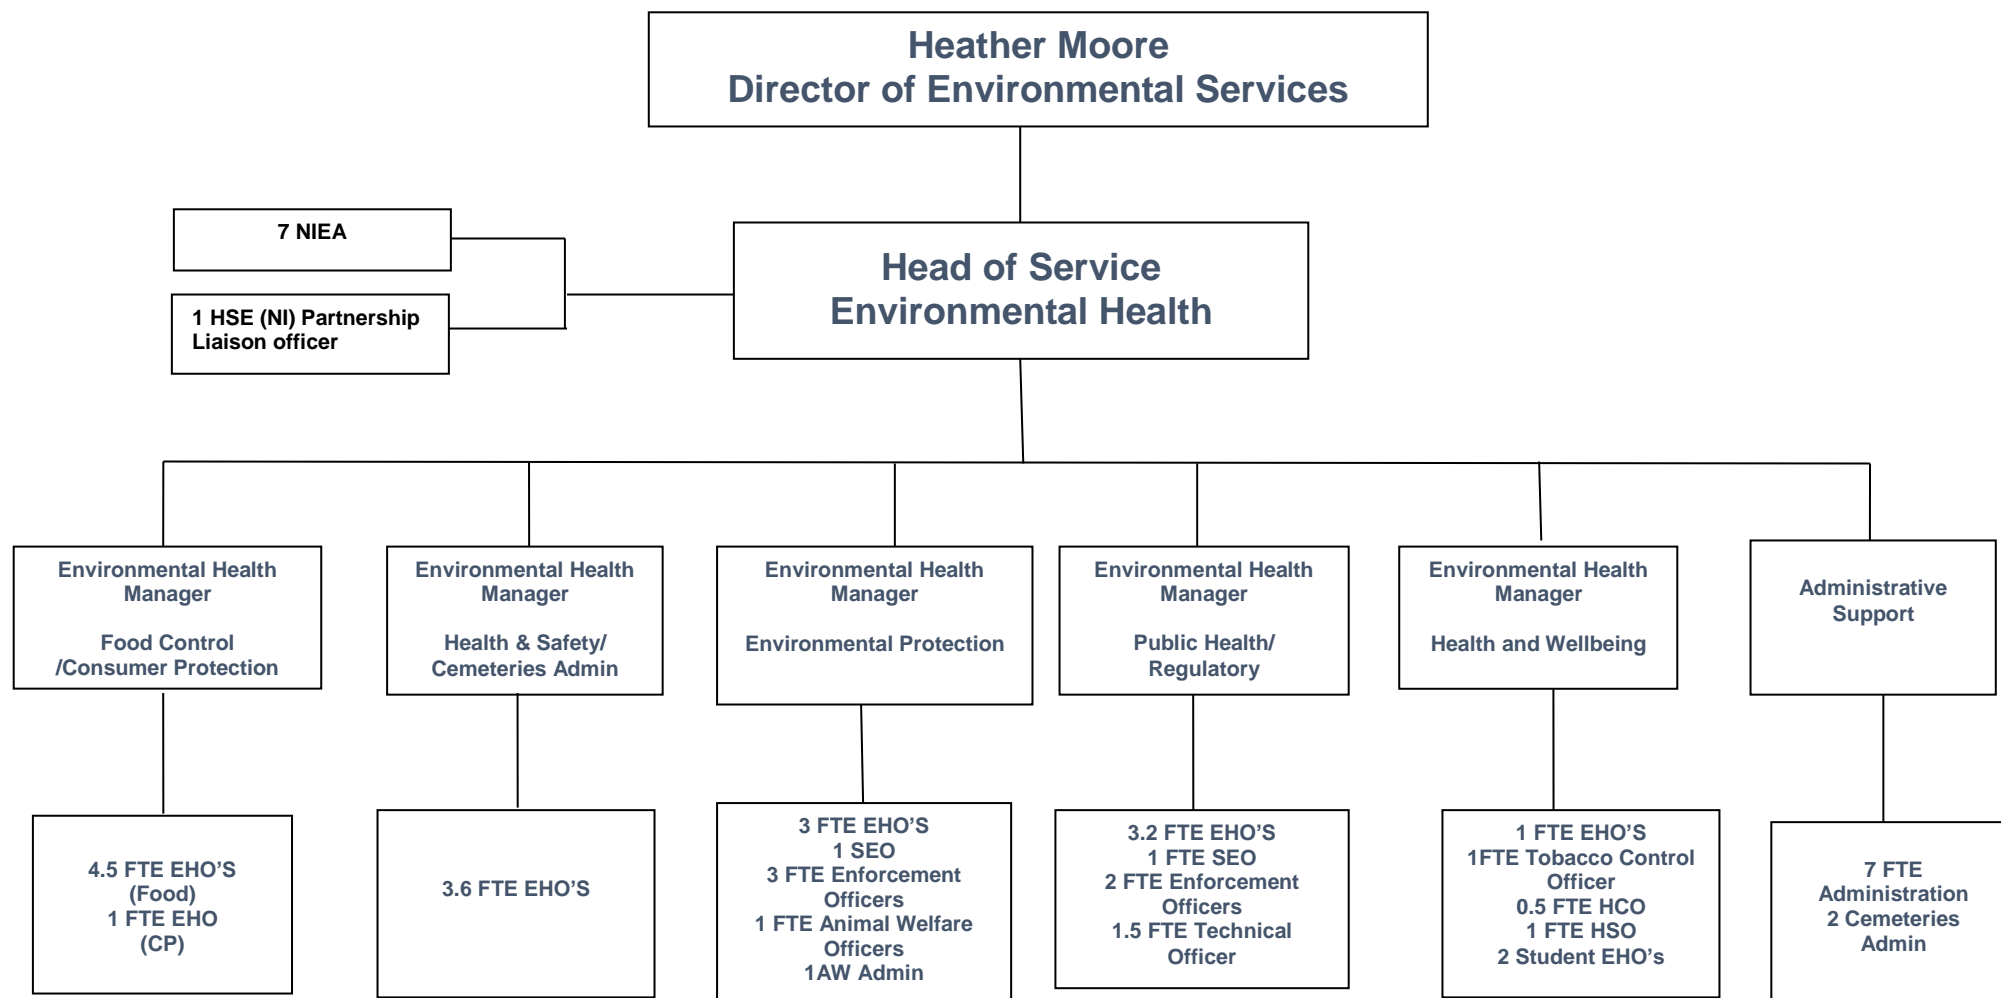 Heather Moore
Director of Environmental Services
7 NIEA
1 HSE (NI) Partnership
Liaison officer
Head of Service
Environmental Health
Environmental Health
Manager
Food Control
/Consumer Protection
Environmental Health
Manager
Health & Safety/
Cemeteries Admin
Environmental Health
Manager
Environmental Protection
Environmental Health
Manager
Public Health/
Regulatory
Environmental Health
Manager
Health and Wellbeing
Administrative
Support
4.5 FTE EHO’S
(Food)
1 FTE EHO
(CP)
3.6 FTE EHO’S
3 FTE EHO’S
1 SEO
3 FTE Enforcement
Officers
1 FTE Animal Welfare
Officers
1AW Admin
3.2 FTE EHO’S
1 FTE SEO
2 FTE Enforcement
Officers
1.5 FTE Technical
Officer
1 FTE EHO’S
1FTE Tobacco Control
Officer
0.5 FTE HCO
1 FTE HSO
2 Student EHO’s
7 FTE
Administration
2 Cemeteries
Admin